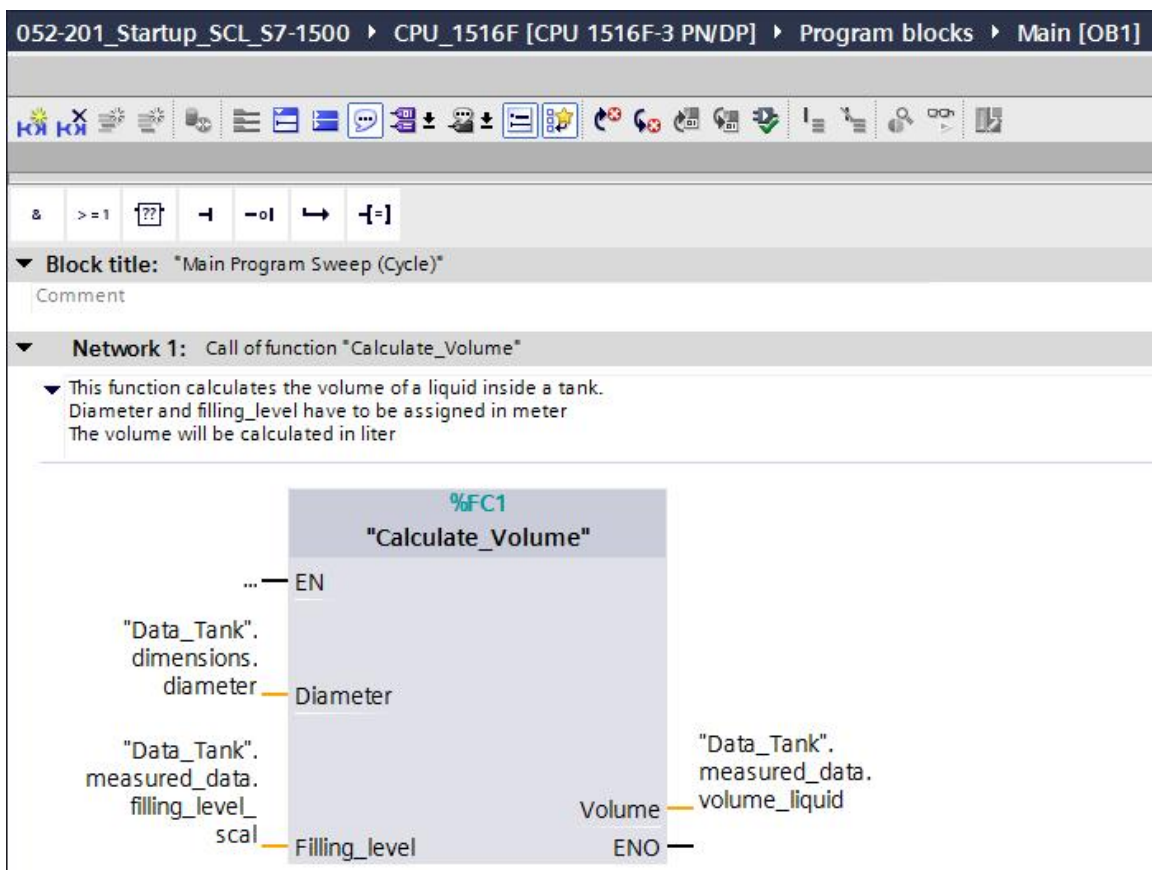 052-201_Startup_SCL_S7-1500 ▸ CPU_1516F [CPU 1516F-3 PN/DP] ▸ Program blocks ▸ Main [OB1]
& >=1 ?? -| -o| ↦ -[=]
Block title: "Main Program Sweep (Cycle)"
Comment
Network 1: Call of function "Calculate_Volume"
This function calculates the volume of a liquid inside a tank.
Diameter and filling_level have to be assigned in meter
The volume will be calculated in liter
%FC1
"Calculate_Volume"
... EN
"Data_Tank".
dimensions.
diameter Diameter
"Data_Tank".
measured_data.
filling_level_
scal Filling_level
"Data_Tank".
measured_data.
Volume volume_liquid
ENO